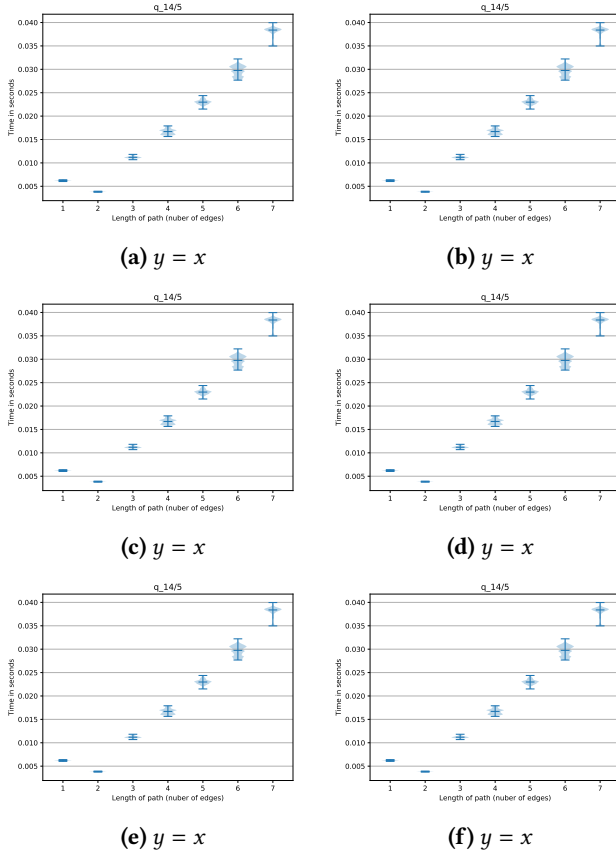 q_14/5
q_14/5
Time in seconds
0.040
0.035
0.030
0.025
0.020
0.015
0.010
0.005
1 2 3 4 5 6 7
Length of path (nuber of edges)
Time in seconds
0.040
0.035
0.030
0.025
0.020
0.015
0.010
0.005
1 2 3 4 5 6 7
Length of path (nuber of edges)
(a) y = x
(b) y = x
q_14/5
q_14/5
Time in seconds
0.040
0.035
0.030
0.025
0.020
0.015
0.010
0.005
1 2 3 4 5 6 7
Length of path (nuber of edges)
Time in seconds
0.040
0.035
0.030
0.025
0.020
0.015
0.010
0.005
1 2 3 4 5 6 7
Length of path (nuber of edges)
(c) y = x
(d) y = x
q_14/5
q_14/5
Time in seconds
0.040
0.035
0.030
0.025
0.020
0.015
0.010
0.005
1 2 3 4 5 6 7
Length of path (nuber of edges)
Time in seconds
0.040
0.035
0.030
0.025
0.020
0.015
0.010
0.005
1 2 3 4 5 6 7
Length of path (nuber of edges)
(e) y = x
(f) y = x